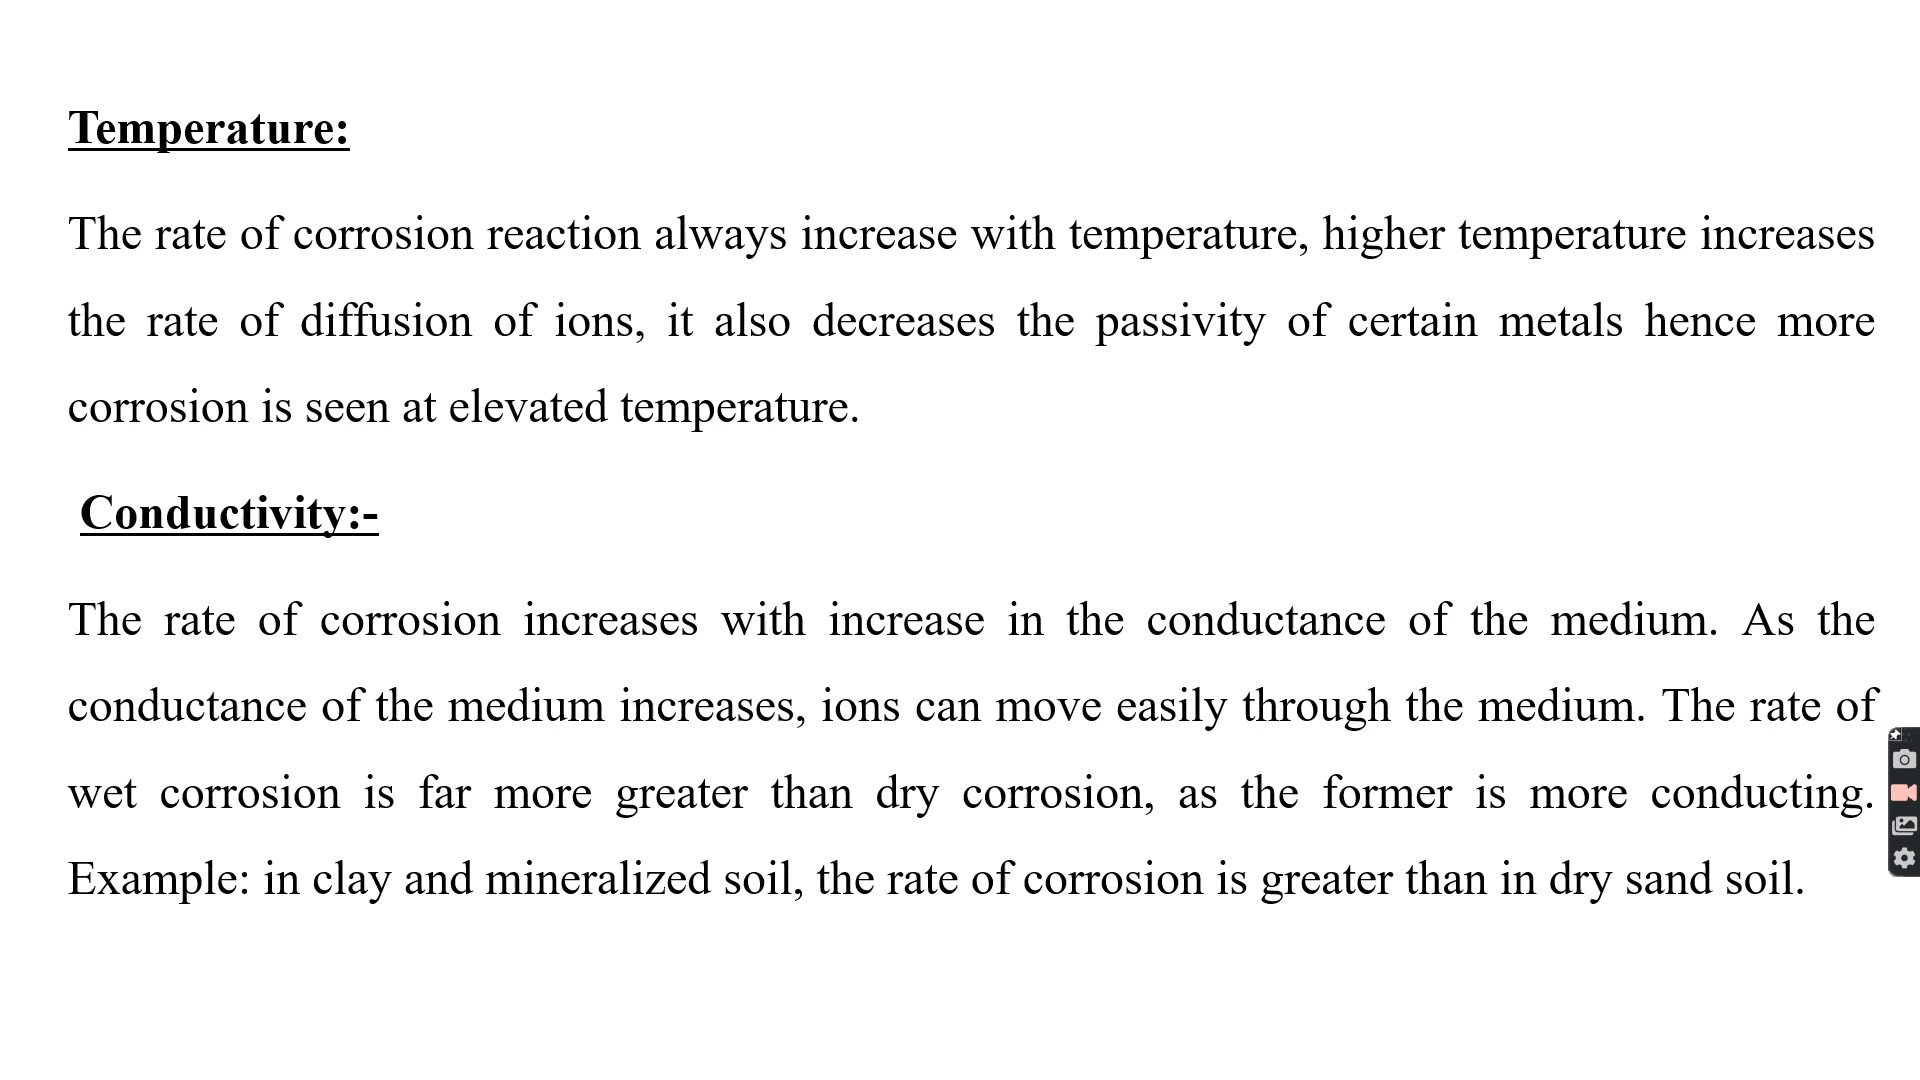 Temperature:
The rate of corrosion reaction always increase with temperature, higher temperature increases
the rate of diffusion of ions, it also decreases the passivity of certain metals hence more
corrosion is seen at elevated temperature.
Conductivity:-
The rate of corrosion increases with increase in the conductance of the medium. As the
conductance of the medium increases, ions can move easily through the medium. The rate of
wet corrosion is far more greater than dry corrosion, as the former is more conducting.
Example: in clay and mineralized soil, the rate of corrosion is greater than in dry sand soil.